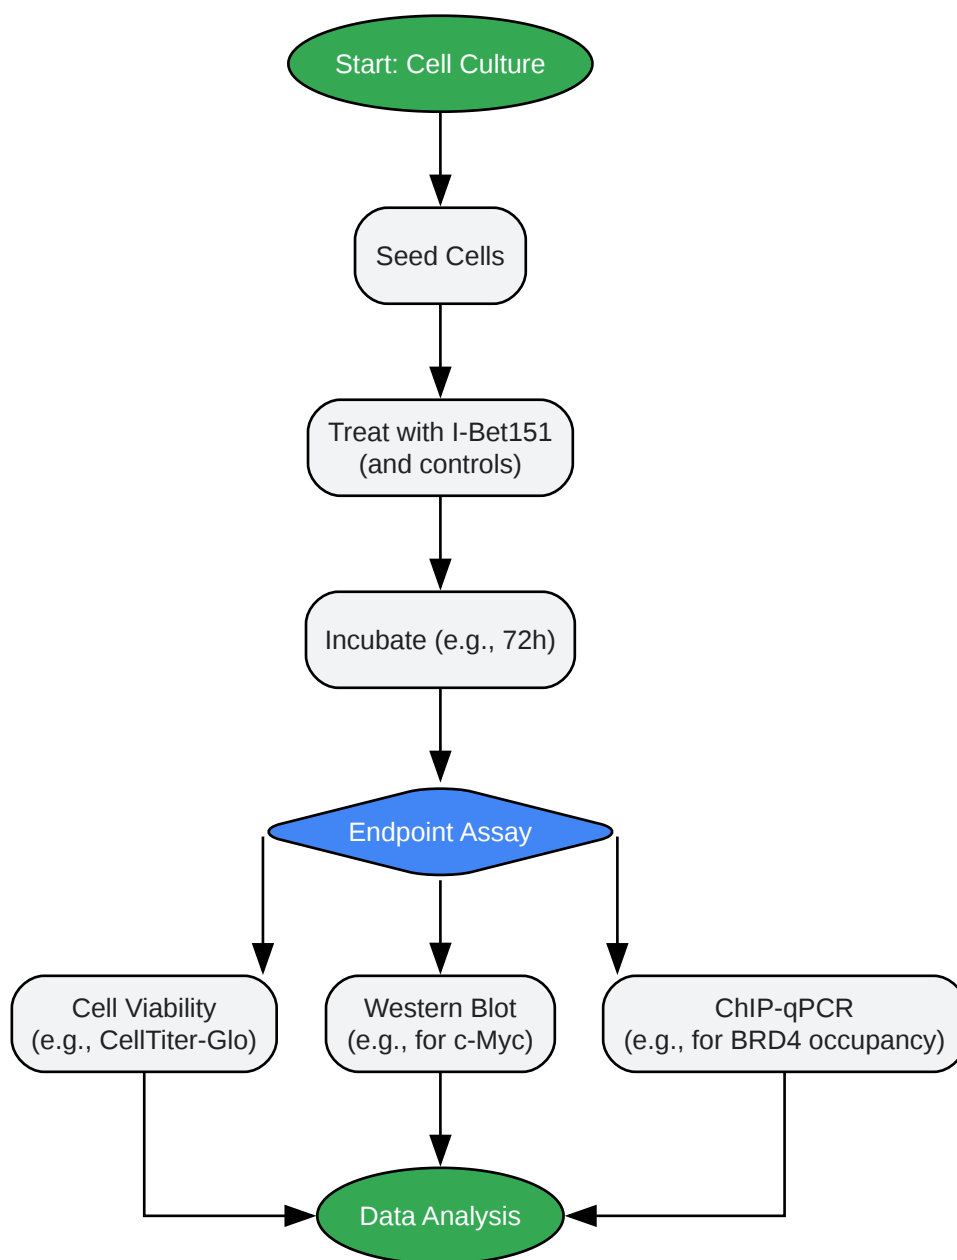 Start: Cell Culture
Seed Cells
Treat with I-Bet151
(and controls)
Incubate (e.g., 72h)
Endpoint Assay
Cell Viability
(e.g., CellTiter-Glo)
Western Blot
(e.g., for c-Myc)
ChIP-qPCR
(e.g., for BRD4 occupancy)
Data Analysis